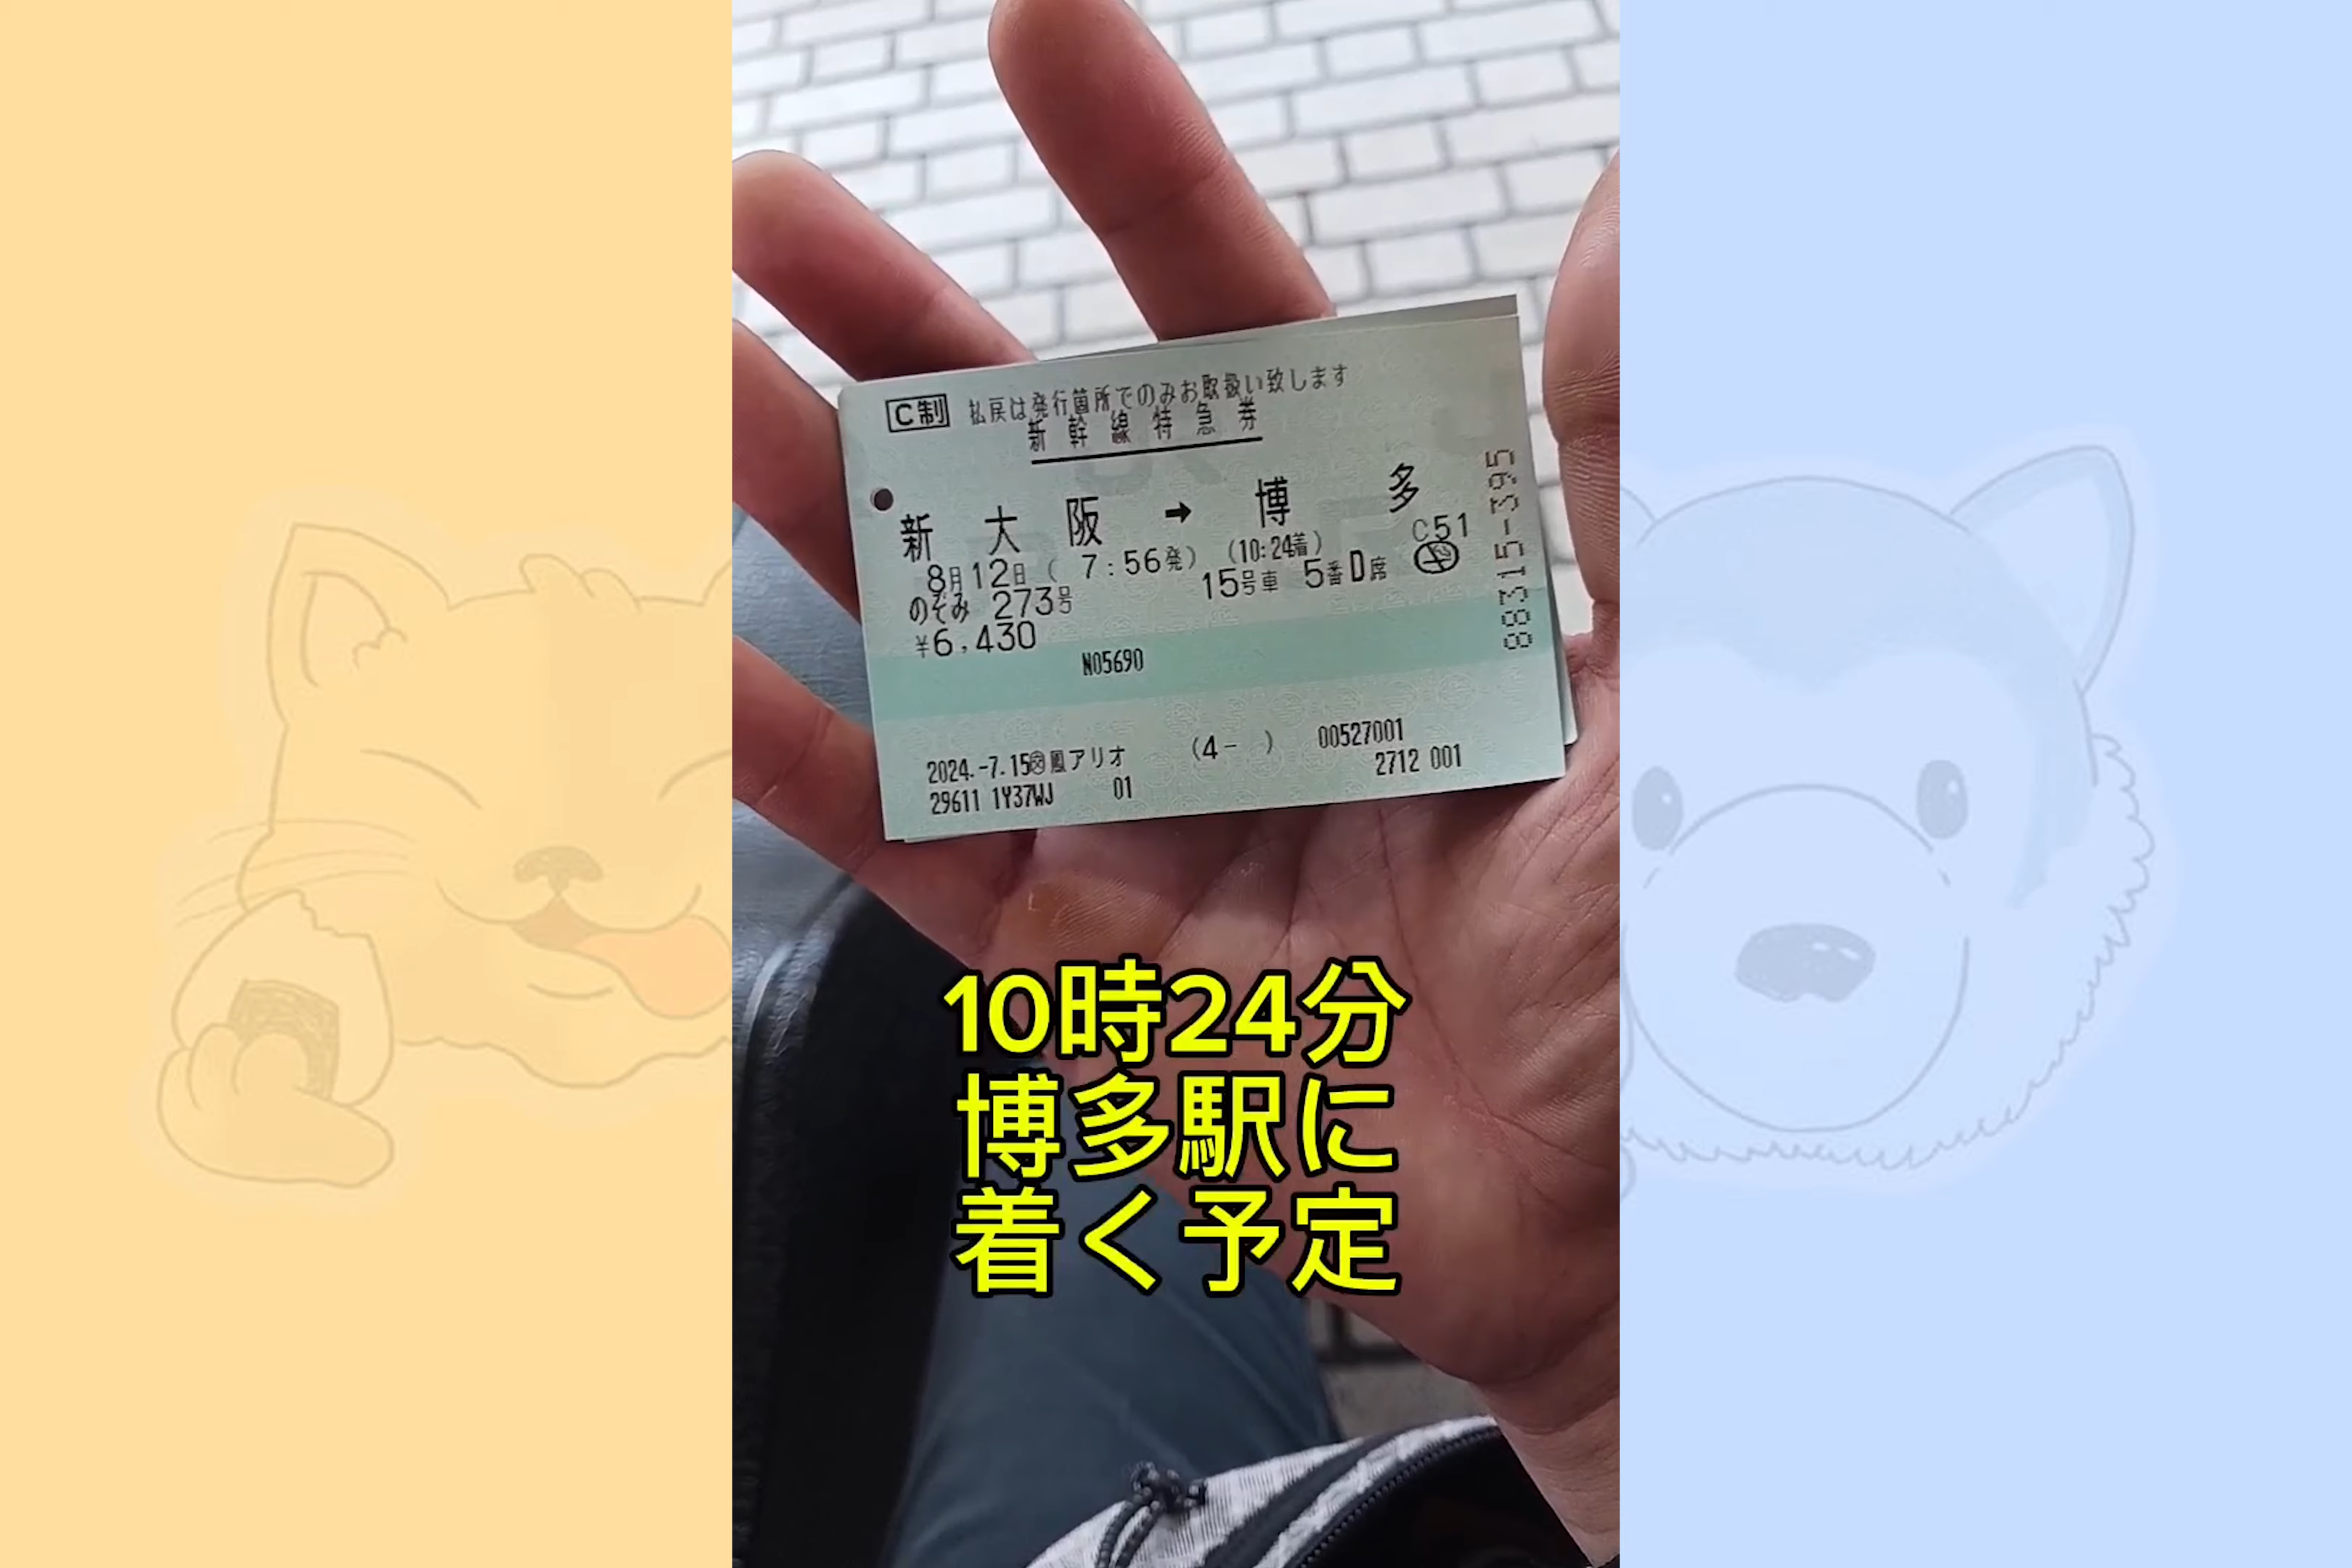 C制 払戻は発行箇所でのみお取扱い致します
新幹線特急券
新大阪 → 博多
C51
8月12日 ( 7:56発) (10:24着)
のぞみ 273号 15号車 5番D席
¥6,430
N05690
88315-395
2024.-7.15 鳳アリオ (4- ) 00527001
29611 1Y37WJ 01 2712 001
10時24分
博多駅に
着く予定